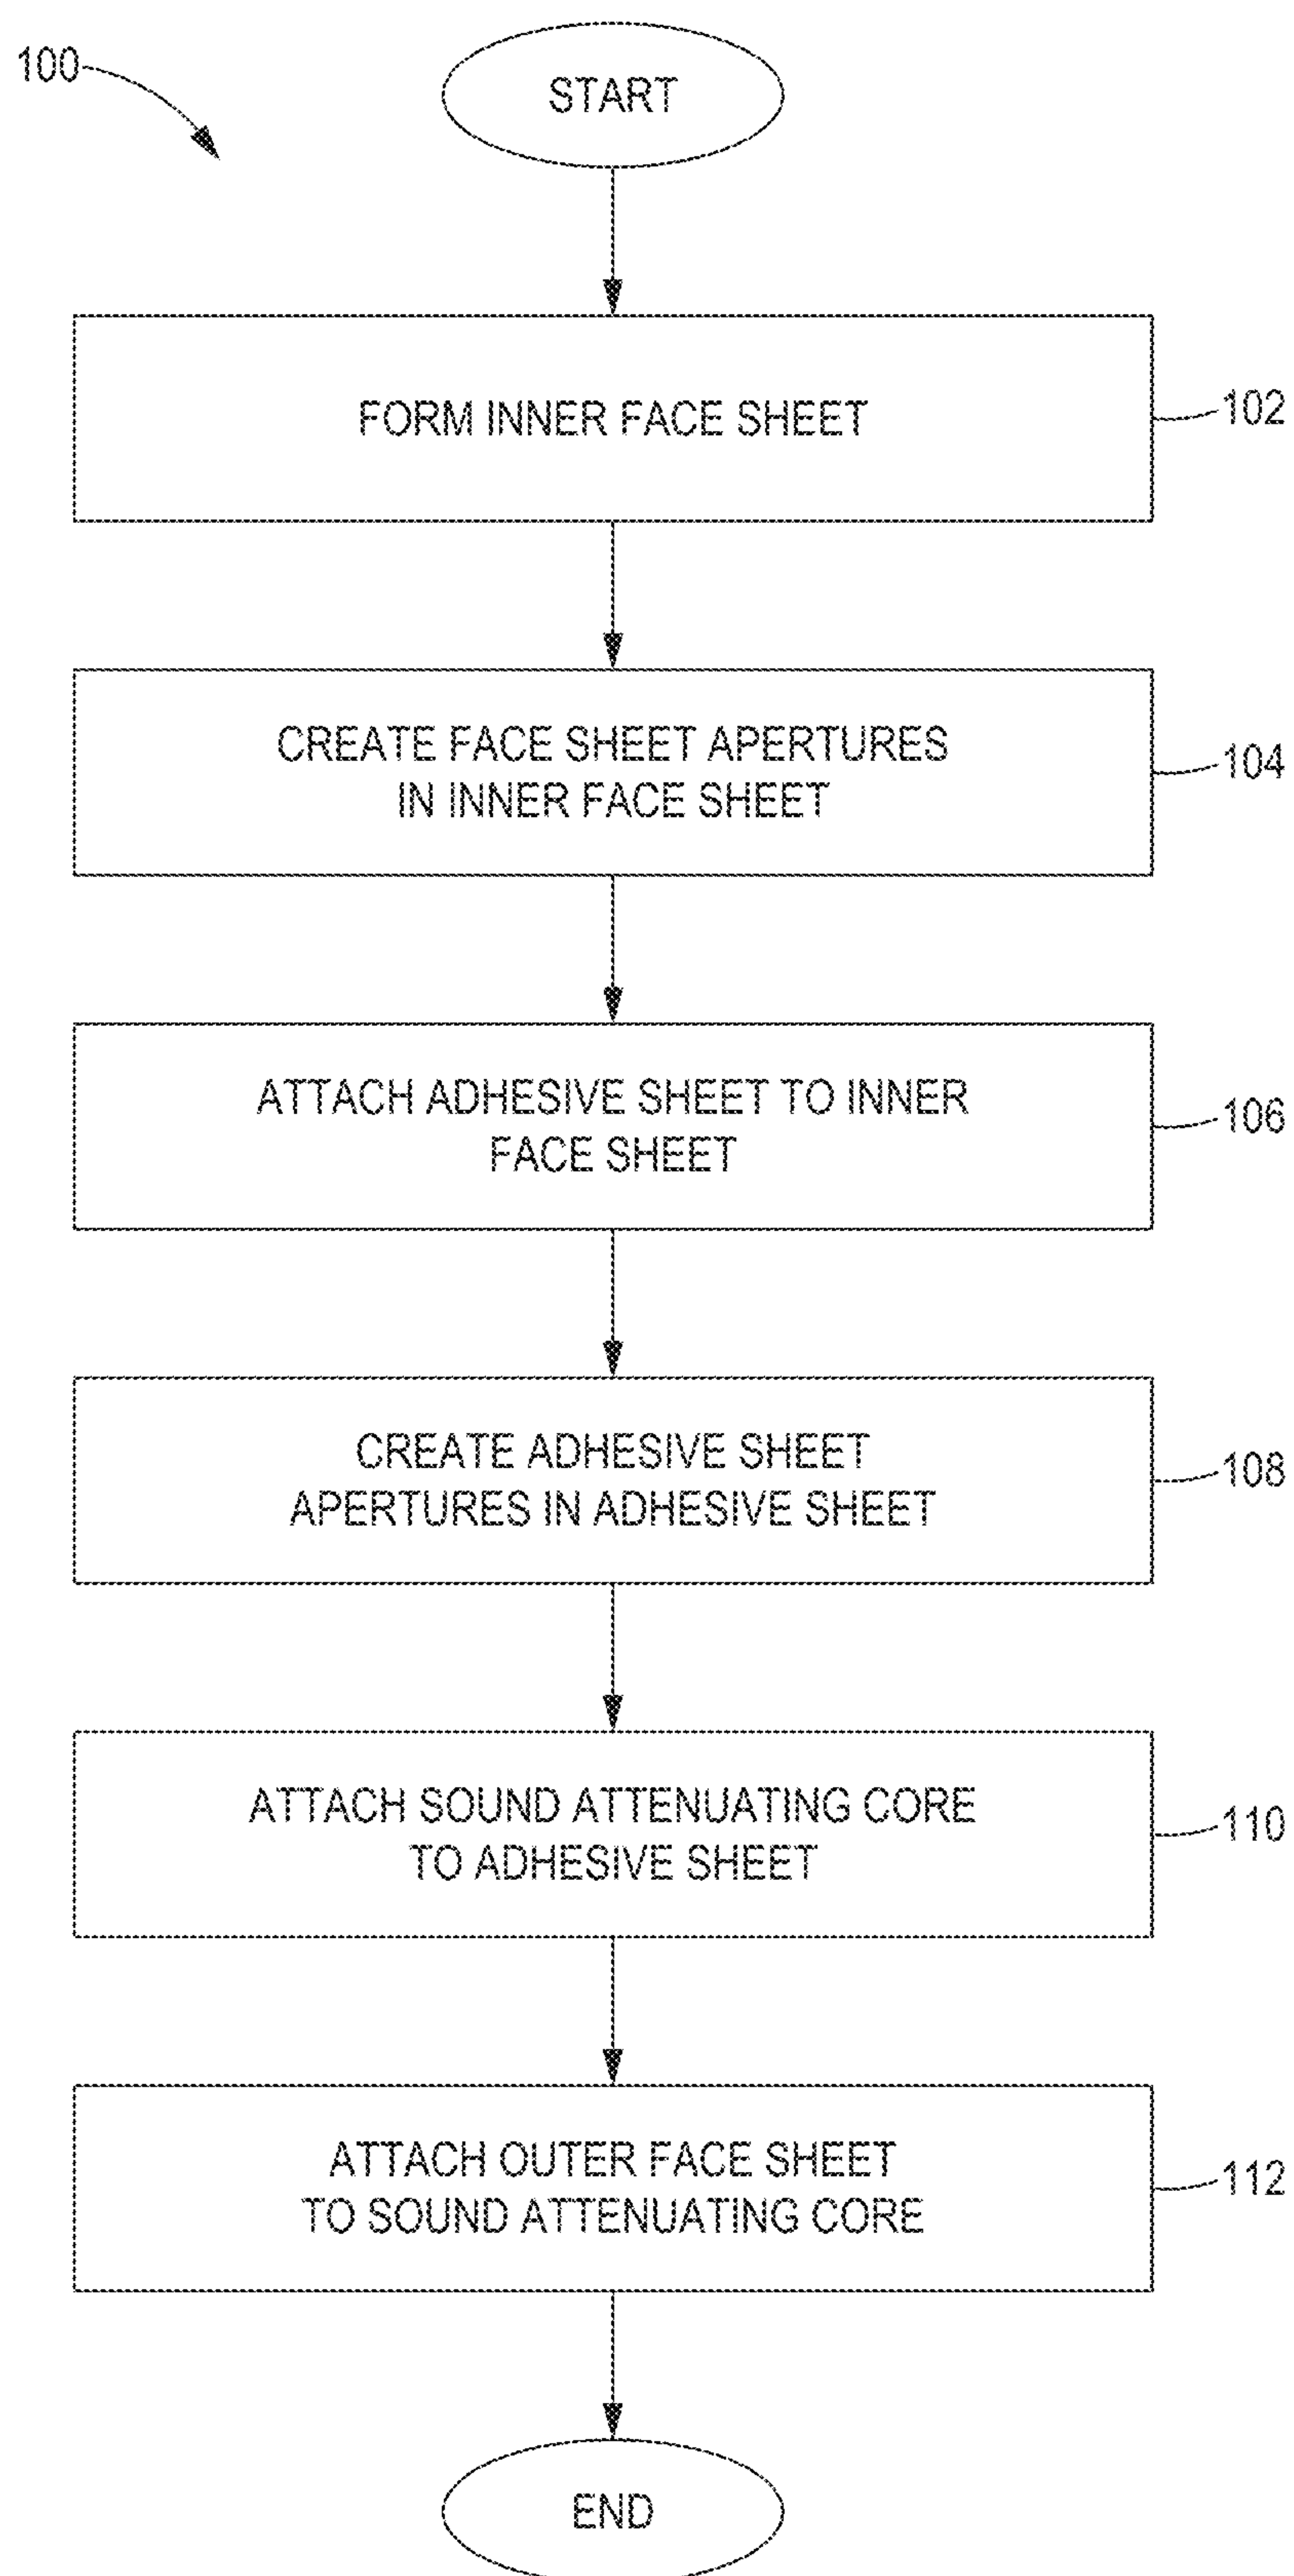 100
START
FORM INNER FACE SHEET
102
CREATE FACE SHEET APERTURES
IN INNER FACE SHEET
104
ATTACH ADHESIVE SHEET TO INNER
FACE SHEET
106
CREATE ADHESIVE SHEET
APERTURES IN ADHESIVE SHEET
108
ATTACH SOUND ATTENUATING CORE
TO ADHESIVE SHEET
110
ATTACH OUTER FACE SHEET
TO SOUND ATTENUATING CORE
112
END